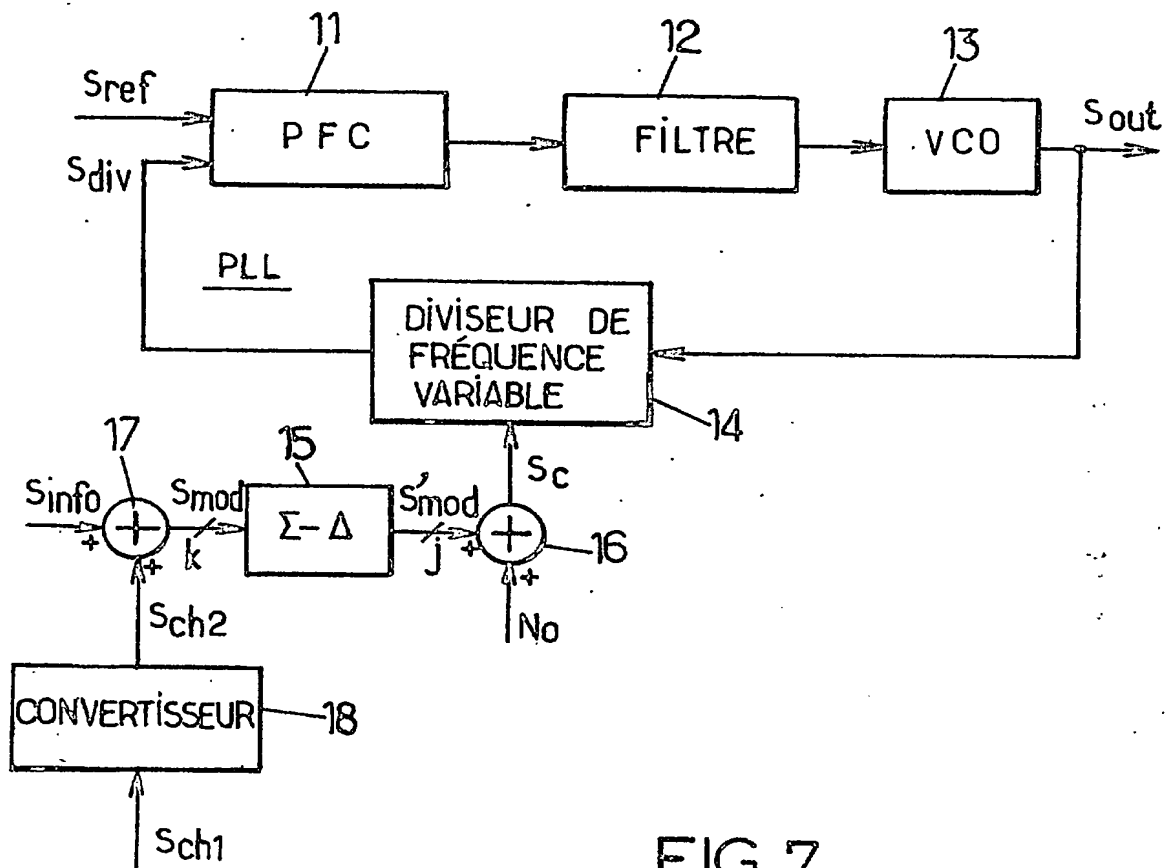 11
12
13
Sref
PFC
FiLTRE
VCO
Sout
Sdiv
PLL
DiVISEUR DE
FRÉQUENCE
VARiABLE
14
17
15
Sc
Sinfo
Smod
Σ-Δ
S'mod
+
+
+
+
16
k
j
+
+
Sch2
No
CONVERTiSSEUR
18
Sch1
FIG. 7